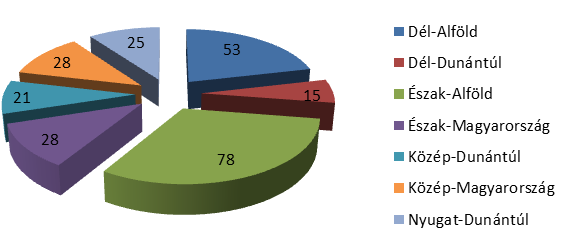 53
15
78
28
21
28
25
Dél-Alföld
Dél-Dunántúl
Észak-Alföld
Észak-Magyarország
Közép-Dunántúl
Közép-Magyarország
Nyugat-Dunántúl